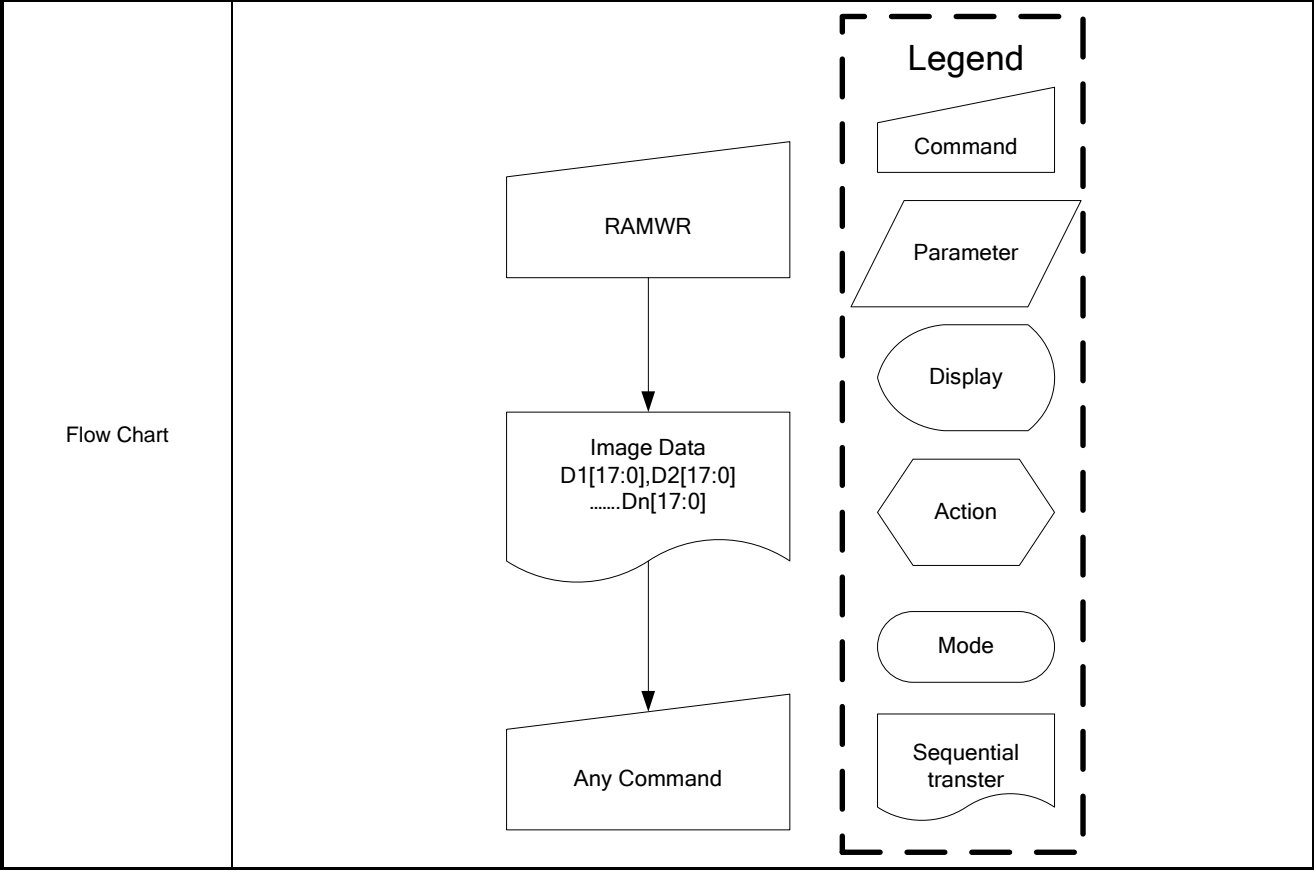 Flow Chart
RAMWR
Image Data
D1[17:0],D2[17:0]
.......Dn[17:0]
Any Command
Legend
Command
Parameter
Display
Action
Mode
Sequential
transter